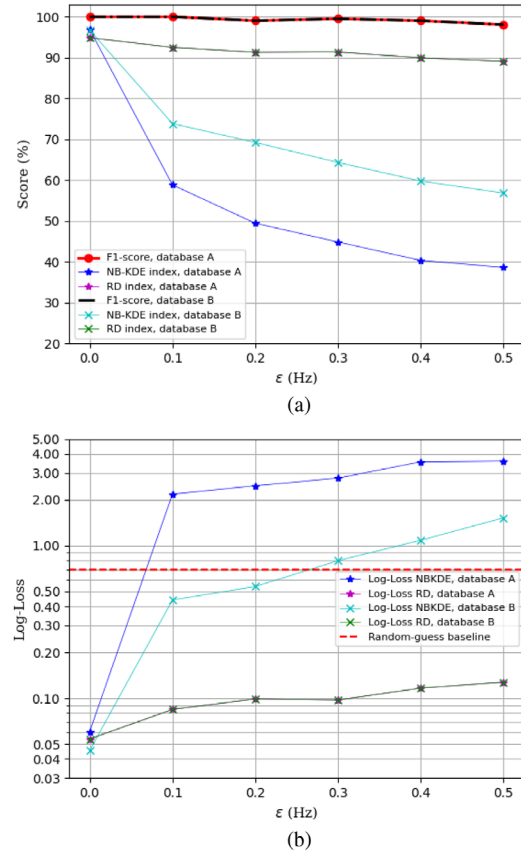 100
90
80
70
60
50
40
30
20
Score (%)
F1-score, database A
NB-KDE index, database A
RD index, database A
F1-score, database B
NB-KDE index, database B
RD index, database B
0.0 0.1 0.2 0.3 0.4 0.5
ε (Hz)
(a)
5.00
4.00
3.00
2.00
1.00
0.50
0.40
0.30
0.20
0.10
0.05
0.04
0.03
Log-Loss
Log-Loss NBKDE, database A
Log-Loss RD, database A
Log-Loss NBKDE, database B
Log-Loss RD, database B
Random-guess baseline
0.0 0.1 0.2 0.3 0.4 0.5
ε (Hz)
(b)